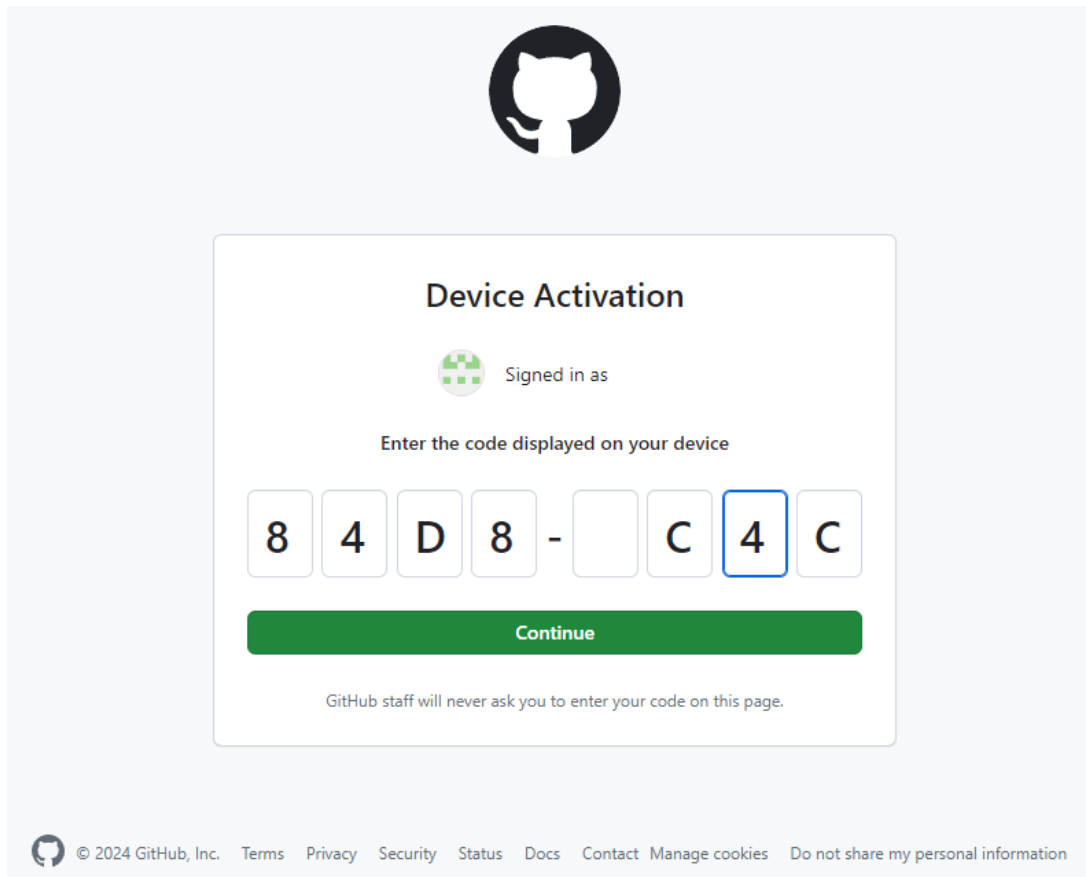 Device Activation
Signed in as
Enter the code displayed on your device
8 4 D 8 - C 4 C
Continue
GitHub staff will never ask you to enter your code on this page.
© 2024 GitHub, Inc. Terms Privacy Security Status Docs Contact Manage cookies Do not share my personal information